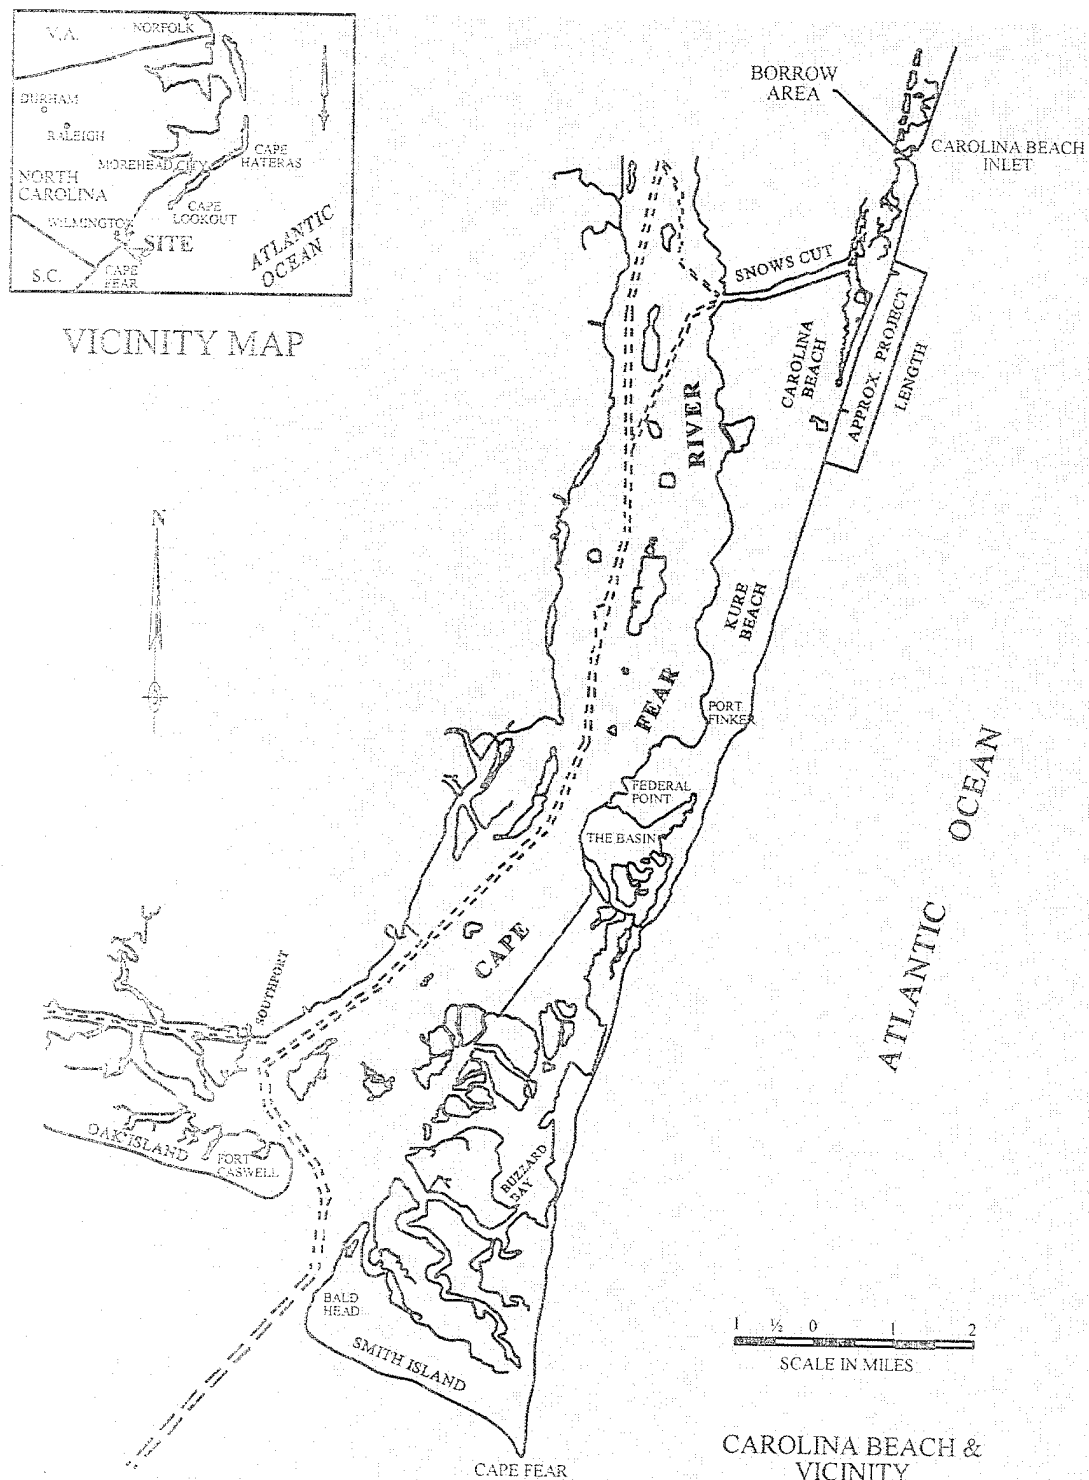 V.A.
NORFOLK
DURHAM
RALEIGH
MOREHEAD CITY
CAPE
HATERAS
NORTH
CAROLINA
CAPE
LOOKOUT
WILMINGTON
SITE
ATLANTIC
OCEAN
S.C.
CAPE
FEAR
VICINITY MAP
BORROW
AREA
CAROLINA BEACH
INLET
SNOWS CUT
CAROLINA
BEACH
APPROX. PROJECT
LENGTH
RIVER
N
KURE
BEACH
FEAR
PORT
FINKER
FEDERAL
POINT
THE BASIN
ATLANTIC OCEAN
CAPE
SOUTHPORT
OAK ISLAND
FORT
CASWELL
BUZZARD
BAY
BALD
HEAD
SMITH ISLAND
1 ½ 0 1 2
SCALE IN MILES
CAPE FEAR
CAROLINA BEACH &
VICINITY